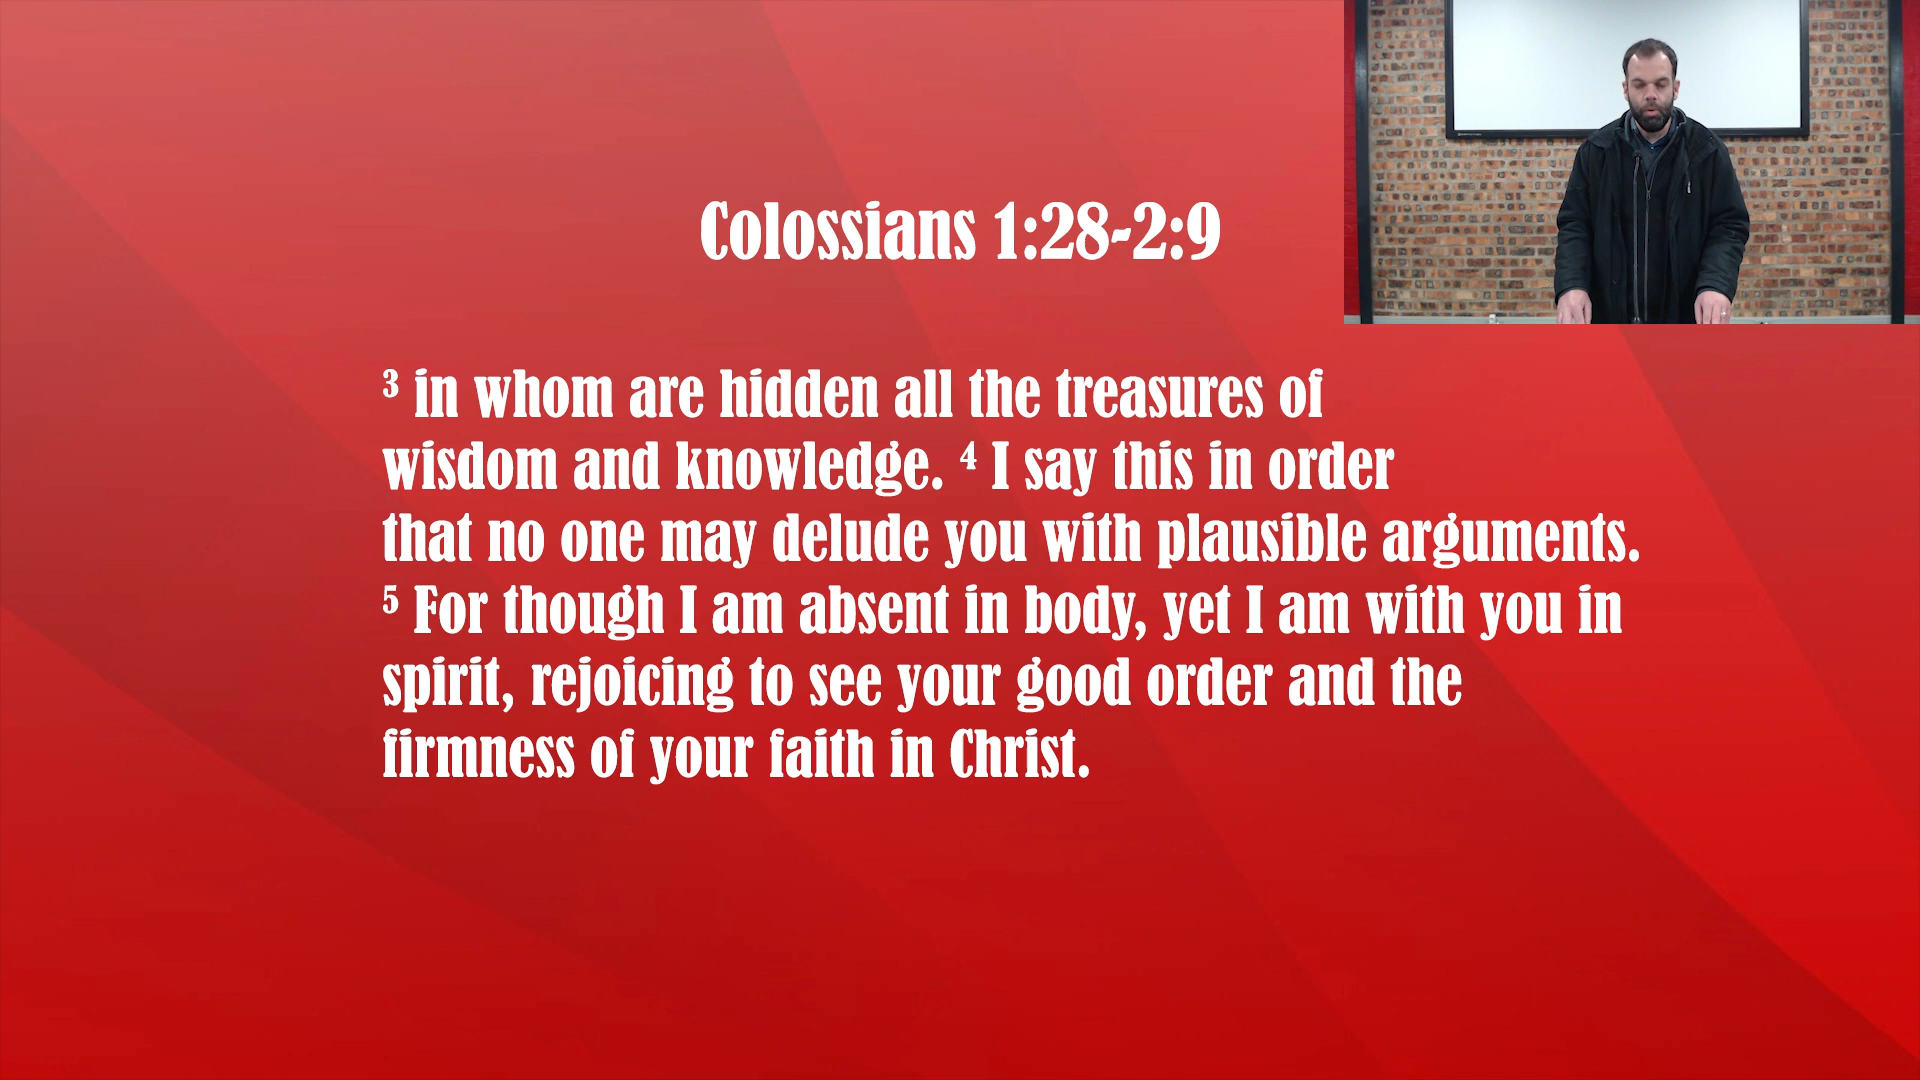 Colossians 1:28-2:9
³ in whom are hidden all the treasures of
wisdom and knowledge. ⁴ I say this in order
that no one may delude you with plausible arguments.
⁵ For though I am absent in body, yet I am with you in
spirit, rejoicing to see your good order and the
firmness of your faith in Christ.